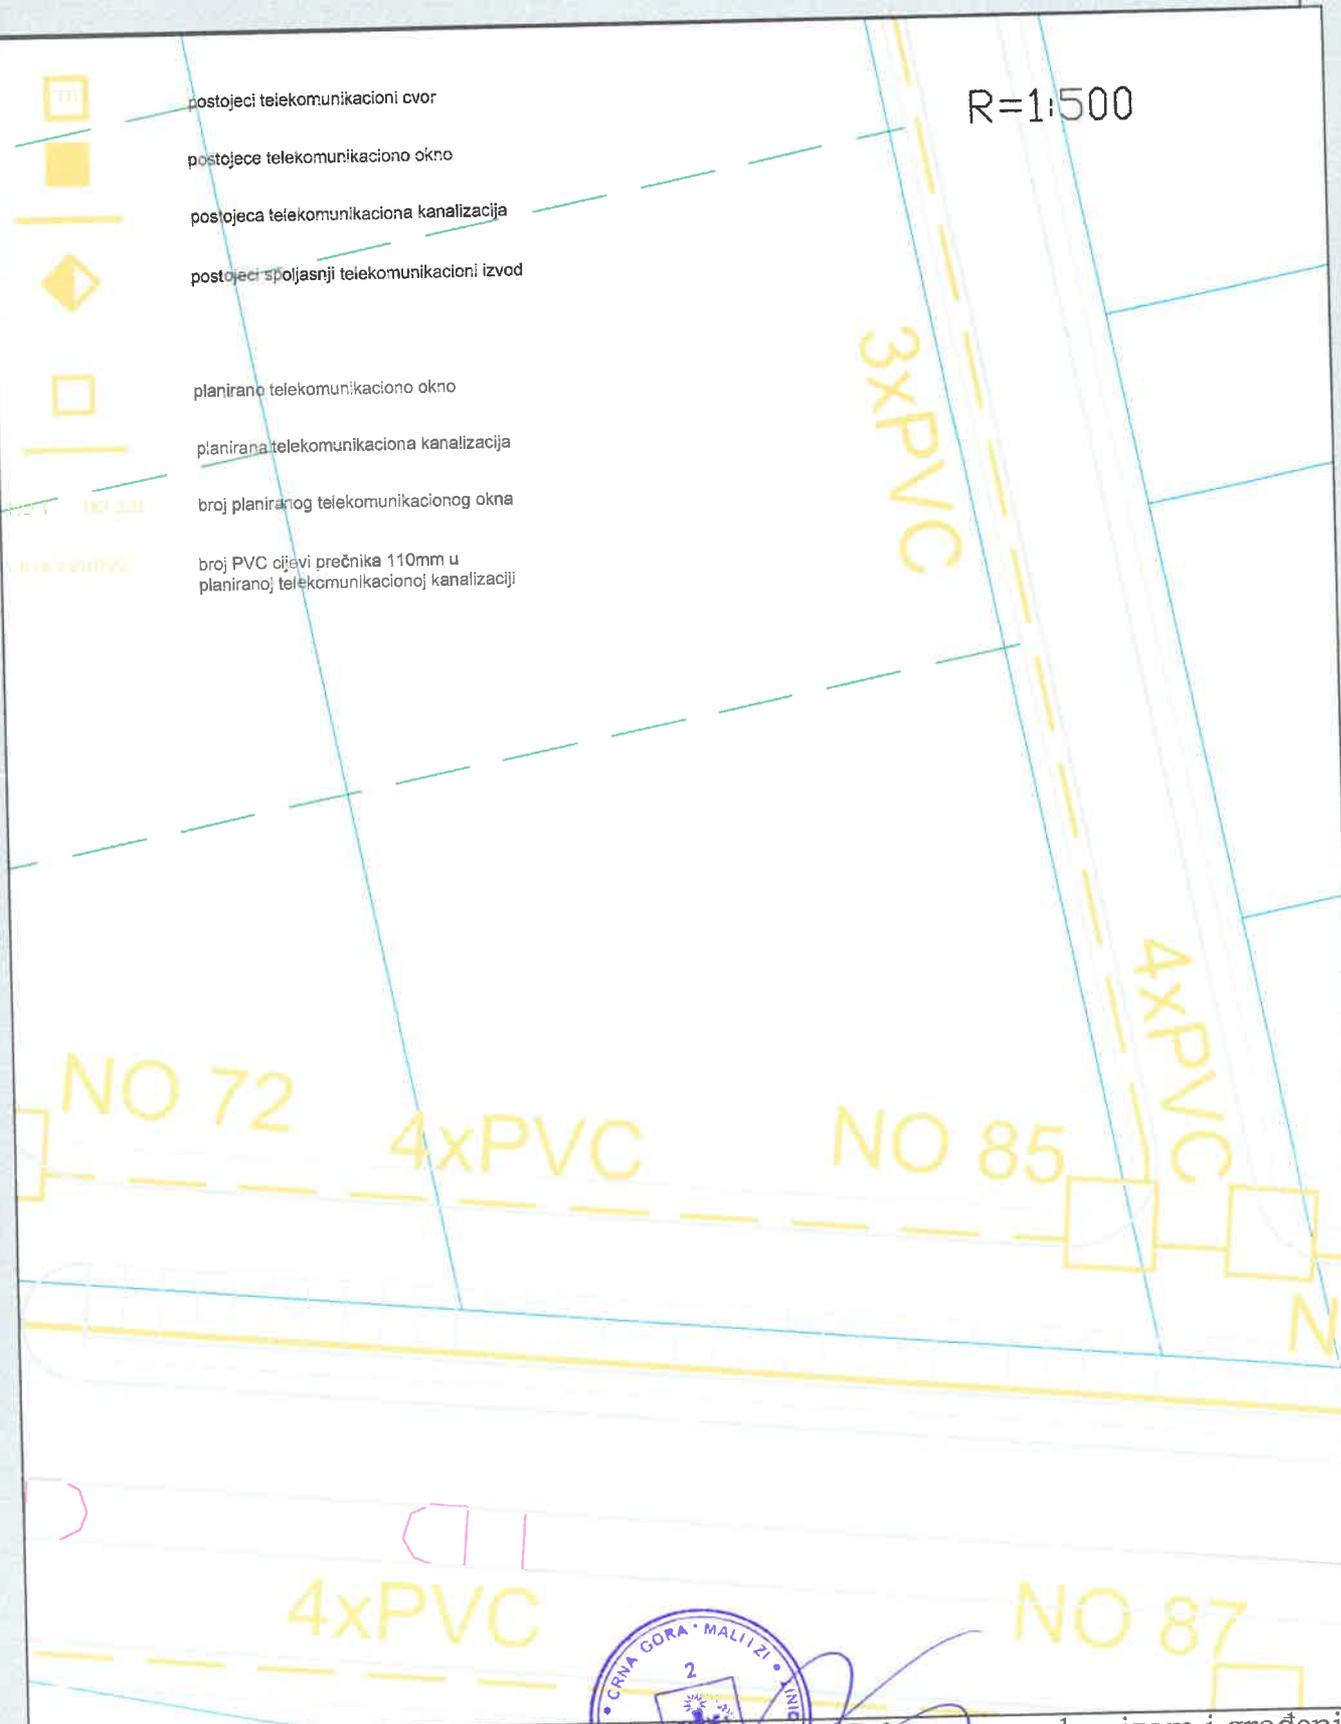 R=1:500
postojeci telekomunikacioni cvor
postojece telekomunikaciono okno
postojeca telekomunikaciona kanalizacija
postojeci spoljasnji telekomunikacioni izvod
planirano telekomunikaciono okno
planirana telekomunikaciona kanalizacija
broj planiranog telekomunikacionog okna
broj PVC cijevi prečnika 110mm u
planiranoj telekomunikacionoj kanalizaciji
3xPVC
4xPVC
NO 72
4xPVC
NO 85
N
4xPVC
NO 87
CRNA GORA
2
i građenj